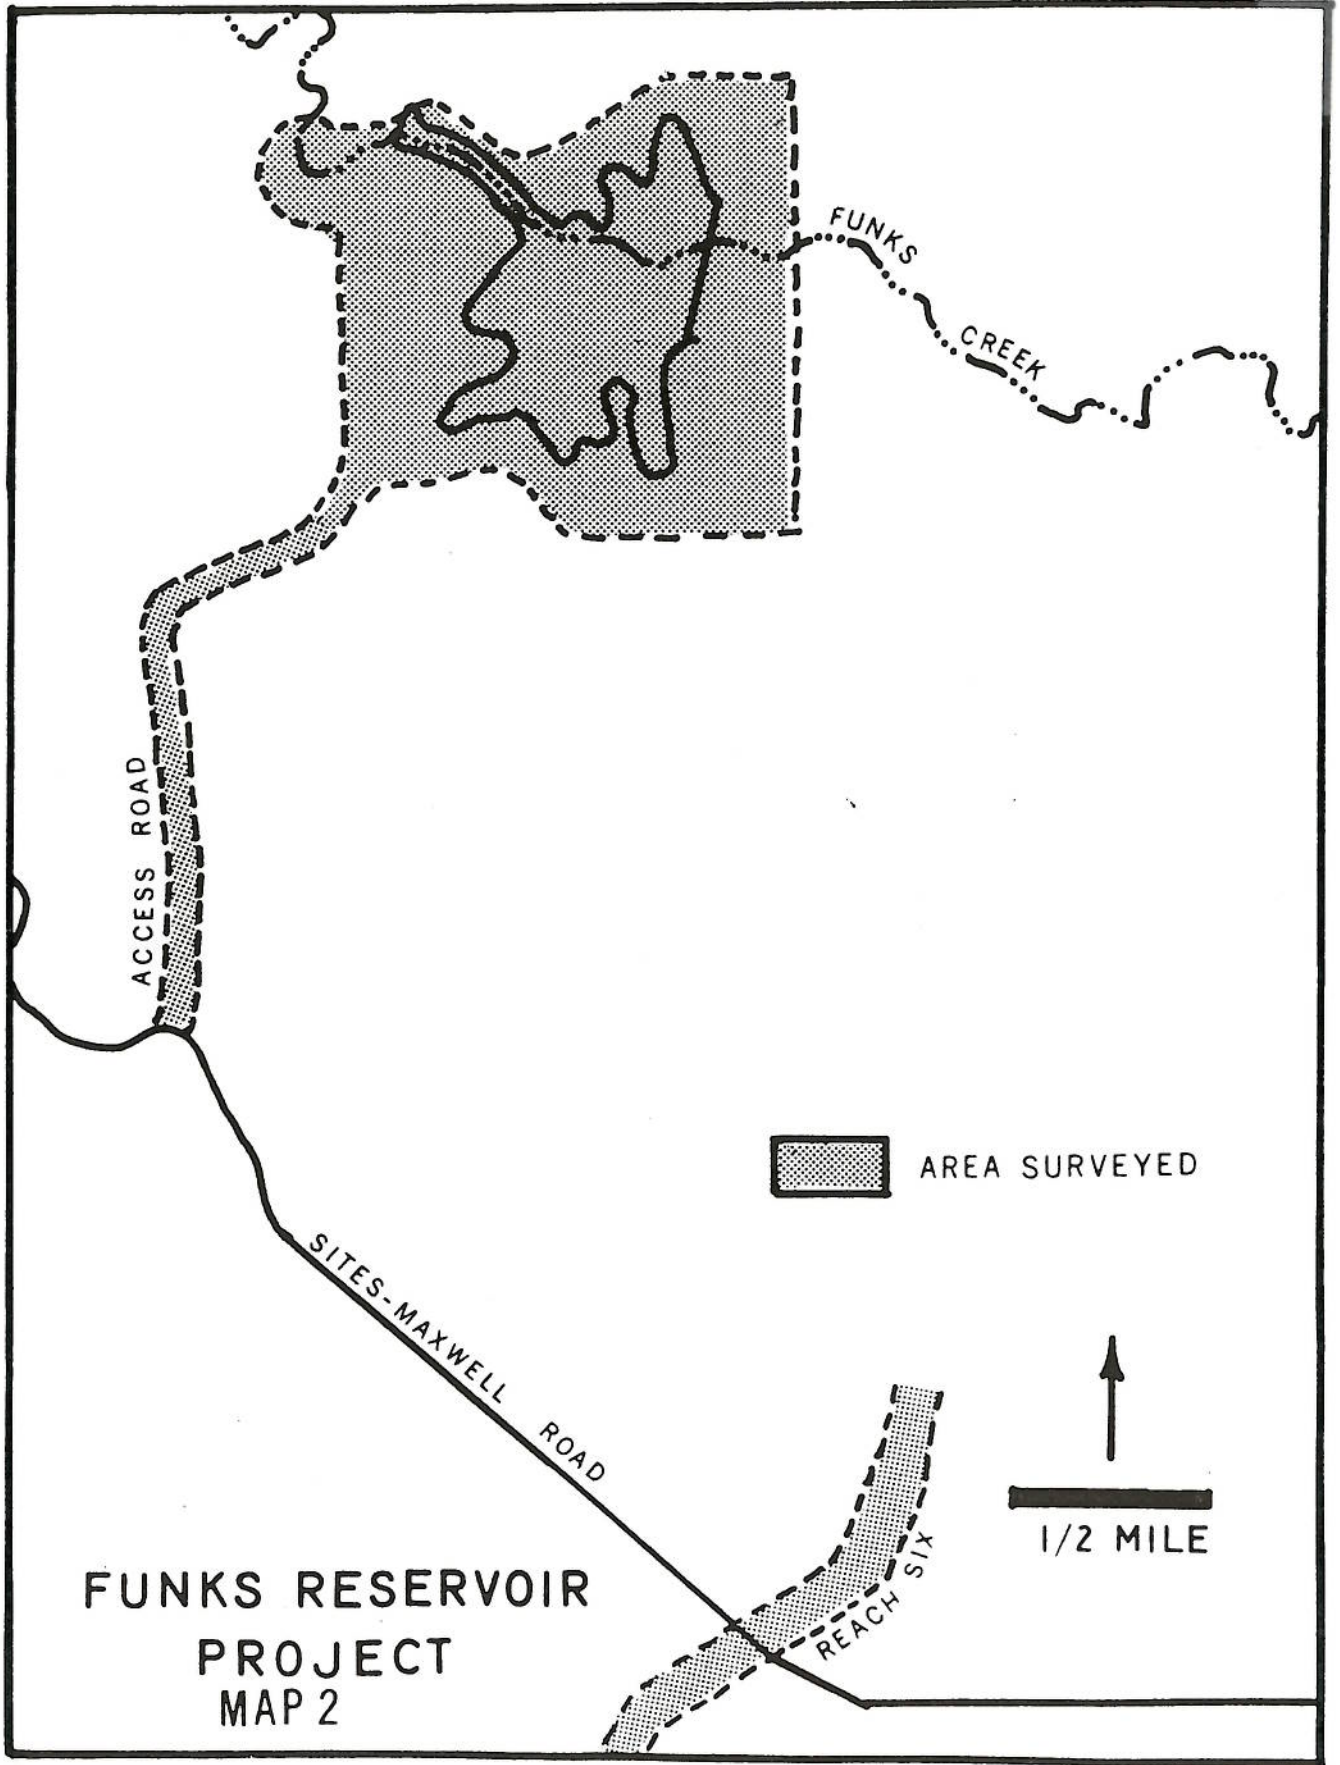 FUNKS
CREEK
ACCESS ROAD
AREA SURVEYED
SITES-MAXWELL ROAD
1/2 MILE
REACH SIX
FUNKS RESERVOIR
PROJECT
MAP 2